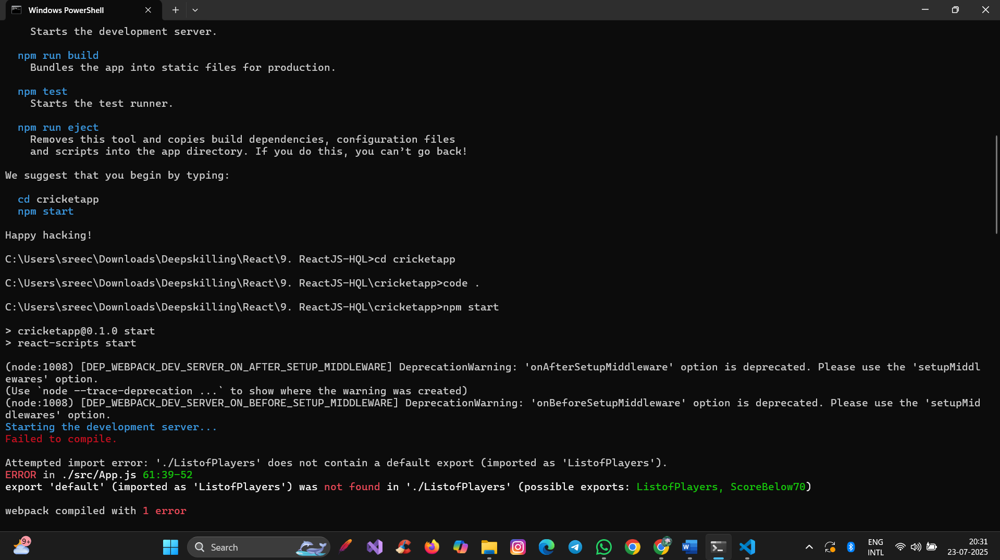 Windows PowerShell
Starts the development server.
npm run build
Bundles the app into static files for production.
npm test
Starts the test runner.
npm run eject
Removes this tool and copies build dependencies, configuration files
and scripts into the app directory. If you do this, you can’t go back!
We suggest that you begin by typing:
cd cricketapp
npm start
Happy hacking!
C:\Users\sreec\Downloads\Deepskilling\React\9. ReactJS-HQL>cd cricketapp
C:\Users\sreec\Downloads\Deepskilling\React\9. ReactJS-HQL\cricketapp>code .
C:\Users\sreec\Downloads\Deepskilling\React\9. ReactJS-HQL\cricketapp>npm start
> cricketapp@0.1.0 start
> react-scripts start
(node:1008) [DEP_WEBPACK_DEV_SERVER_ON_AFTER_SETUP_MIDDLEWARE] DeprecationWarning: 'onAfterSetupMiddleware' option is deprecated. Please use the 'setupMiddl
ewares' option.
(Use `node --trace-deprecation ...` to show where the warning was created)
(node:1008) [DEP_WEBPACK_DEV_SERVER_ON_BEFORE_SETUP_MIDDLEWARE] DeprecationWarning: 'onBeforeSetupMiddleware' option is deprecated. Please use the 'setupMid
dlewares' option.
Starting the development server...
Failed to compile.
Attempted import error: './ListofPlayers' does not contain a default export (imported as 'ListofPlayers').
ERROR in ./src/App.js 61:39-52
export 'default' (imported as 'ListofPlayers') was not found in './ListofPlayers' (possible exports: ListofPlayers, ScoreBelow70)
webpack compiled with 1 error
9+
Search
ENG
INTL
20:31
23-07-2025